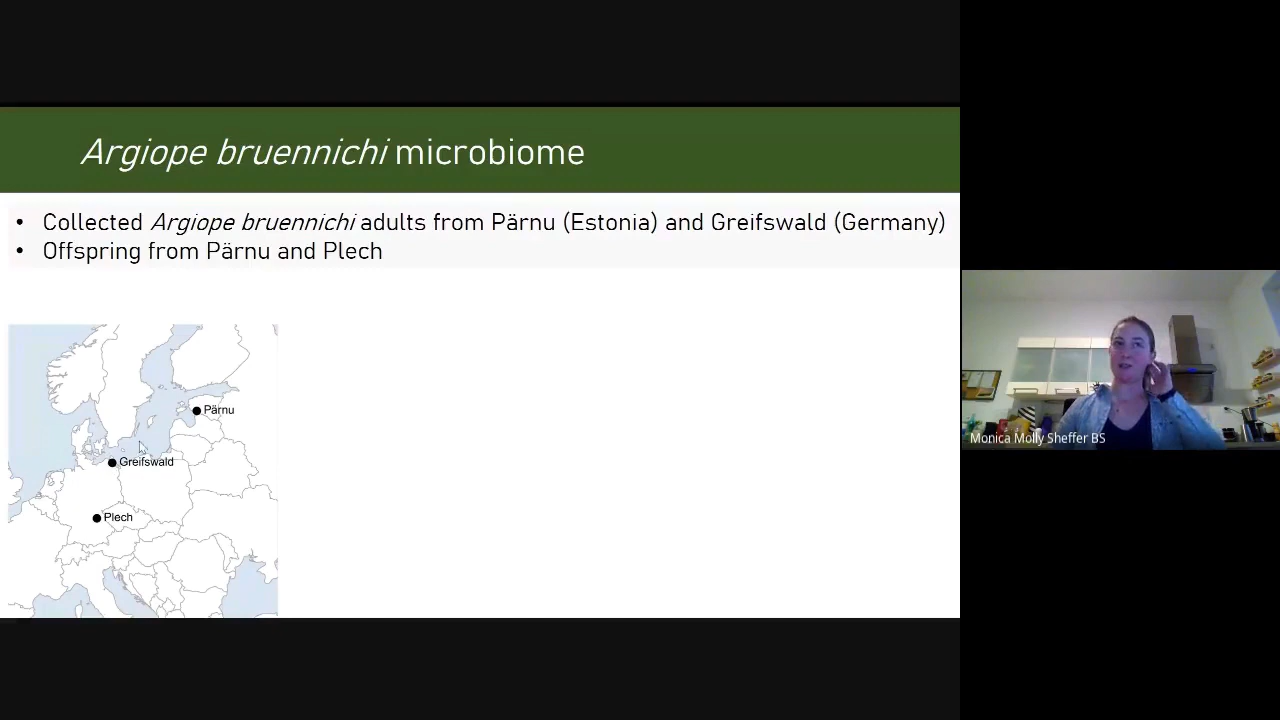 Argiope bruennichi microbiome
• Collected Argiope bruennichi adults from Pärnu (Estonia) and Greifswald (Germany)
• Offspring from Pärnu and Plech
Pärnu
Greifswald
Plech
Monica Molly Sheffer BS